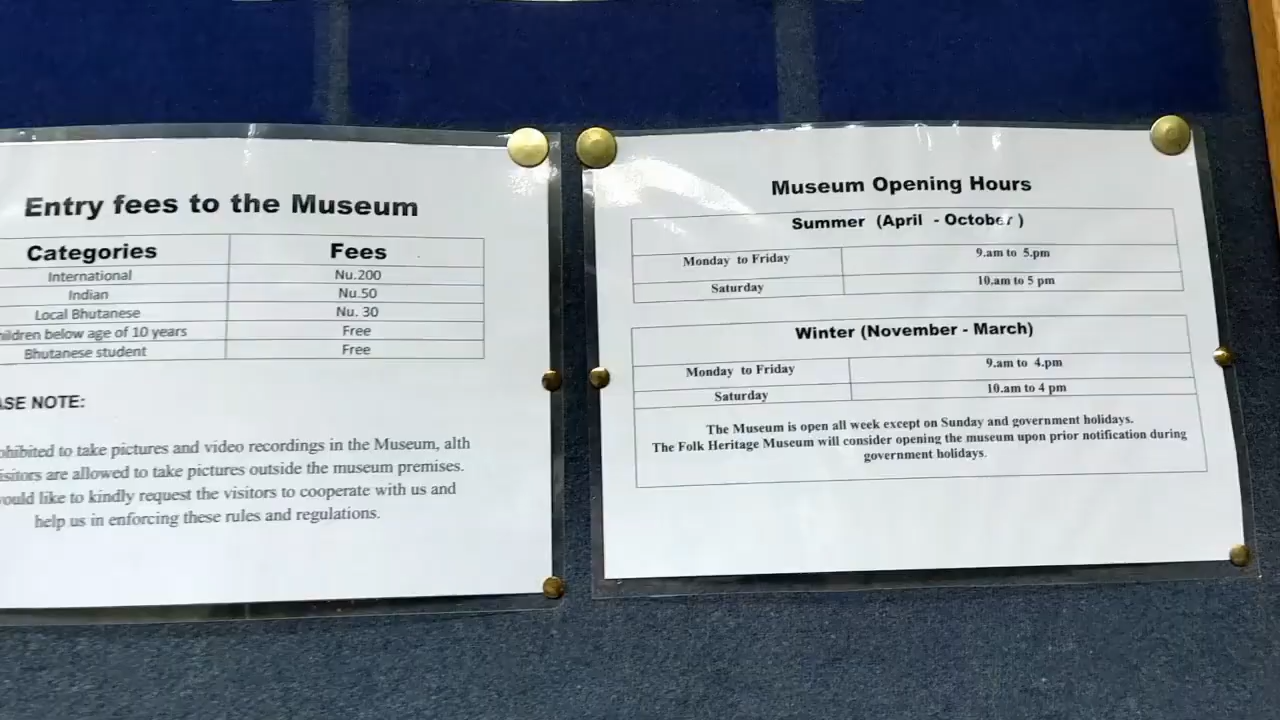 Entry fees to the Museum
Categories Fees
International Nu.200
Indian Nu.50
Local Bhutanese Nu. 30
below age of 10 years Free
Bhutanese student Free
NOTE:
to take pictures and video recordings in the Museum, alth
are allowed to take pictures outside the museum premises.
like to kindly request the visitors to cooperate with us and
help us in enforcing these rules and regulations.
Museum Opening Hours
Summer (April - October )
Monday to Friday 9.am to 5.pm
Saturday 10.am to 5 pm
Winter (November - March)
Monday to Friday 9.am to 4.pm
Saturday 10.am to 4 pm
The Museum is open all week except on Sunday and government holidays.
The Folk Heritage Museum will consider opening the museum upon prior notification during
government holidays.